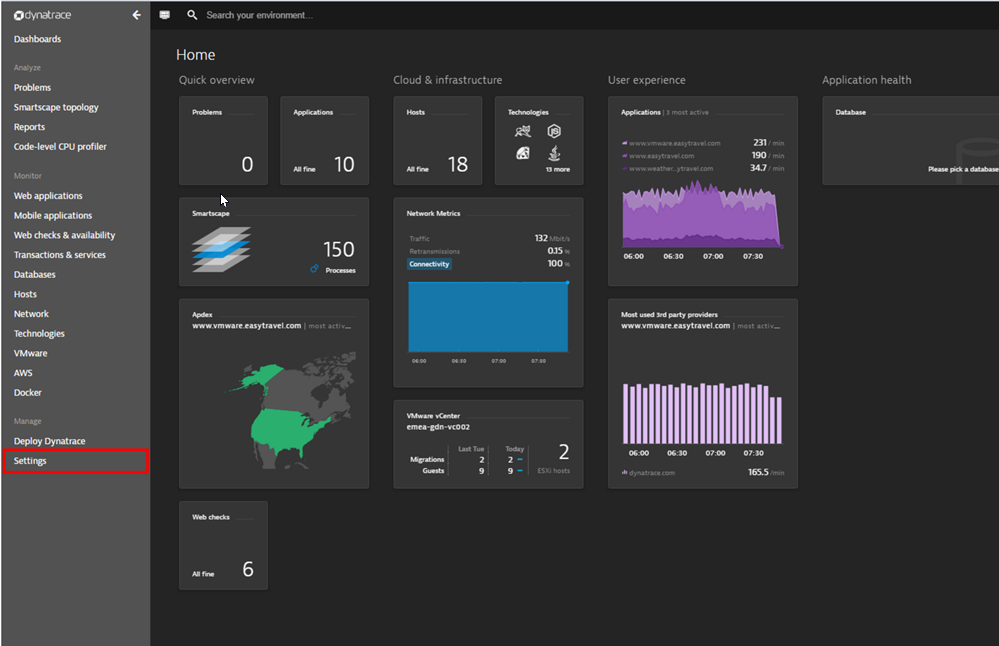 dynatrace
Search your environment...
Dashboards
Analyze
Problems
Smartscape topology
Reports
Code-level CPU profiler
Monitor
Web applications
Mobile applications
Web checks & availability
Transactions & services
Databases
Hosts
Network
Technologies
VMware
AWS
Docker
Manage
Deploy Dynatrace
Settings
Home
Quick overview
Problems
0
Applications
All fine 10
Smartscape
150
Processes
Apdex
www.vmware.easytravel.com | most activ...
Web checks
All fine 6
Cloud & infrastructure
Hosts
All fine 18
Technologies
JS
13 more
Network Metrics
Traffic 132 Mbit/s
Retransmissions 0.15 %
Connectivity 100 %
06:00 06:30 07:00 07:30
VMware vCenter
emea-gdn-vc002
Last Tue Today
Migrations 2 2 –
Guests 9 9 –
2
ESXi hosts
User experience
Applications | 3 most active
www.vmware.easytravel.com 231 / min
www.easytravel.com 190 / min
www.weather...ytravel.com 34.7 / min
06:00 06:30 07:00 07:30
Most used 3rd party providers
www.vmware.easytravel.com | most activ...
06:00 06:30 07:00 07:30
dynatrace.com 165.5 /min
Application health
Database
Please pick a database